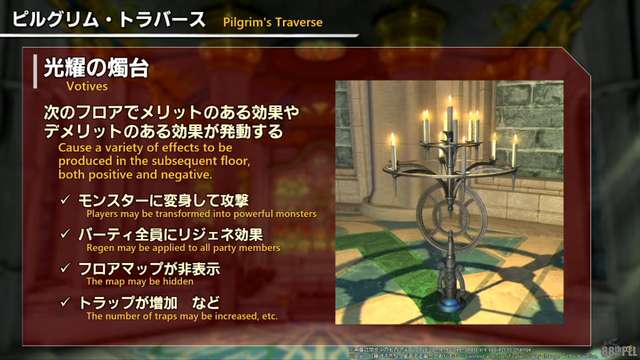 ピルグリム・トラバース Pilgrim's Traverse
光耀の燭台
Votives
次のフロアでメリットのある効果や
デメリットのある効果が発動する
Cause a variety of effects to be
produced in the subsequent floor,
both positive and negative.
✓ モンスターに変身して攻撃
Players may be transformed into powerful monsters
✓ パーティ全員にリジェネ効果
Regen may be applied to all party members
✓ フロアマップが非表示
The map may be hidden
✓ トラップが増加 など
The number of traps may be increased, etc.